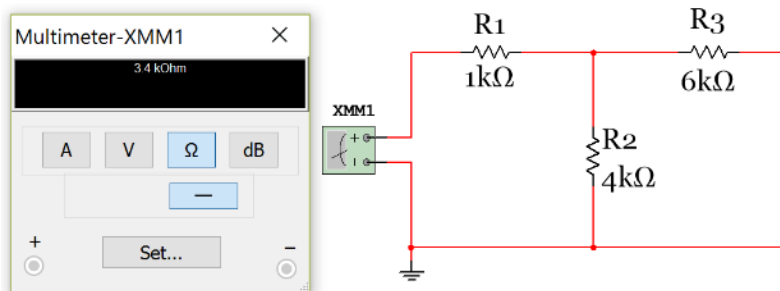 Multimeter-XMM1
3.4 kOhm
A V Ω dB
+ Set... −
XMM1
+
−
R1
1kΩ
R3
6kΩ
R2
4kΩ